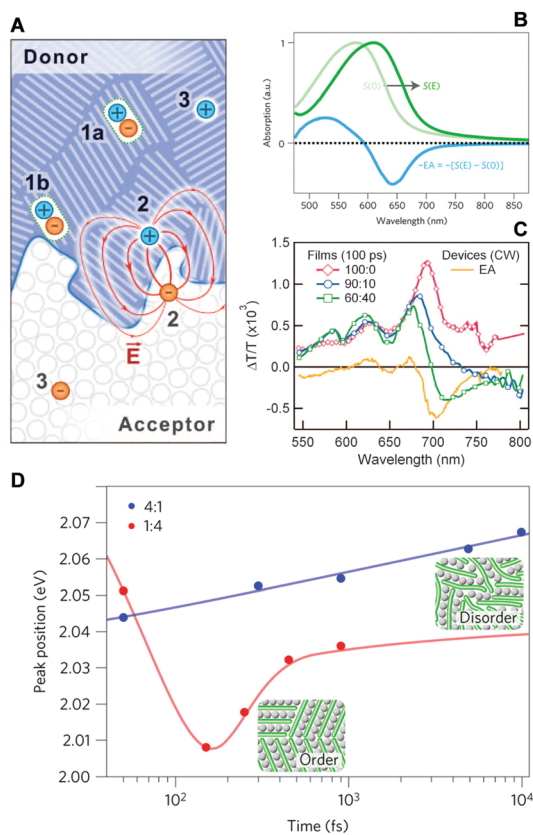 A
Donor
3
+
+
−
1a
1b
2
+
−
+
−
2
E
3
−
Acceptor
B
Absorption (a.u.)
1
0
S(0)
S(E)
−EA = −[S(E) − S(0)]
500 550 600 650 700 750 800 850
Wavelength (nm)
C
ΔT/T (x10³)
1.5
1.0
0.5
0.0
-0.5
Films (100 ps)
100:0
90:10
60:40
Devices (CW)
EA
550 600 650 700 750 800
Wavelength (nm)
D
Peak position (eV)
2.07
2.06
2.05
2.04
2.02
2.01
2.00
4:1
1:4
Disorder
Order
10² 10³ 10⁴
Time (fs)